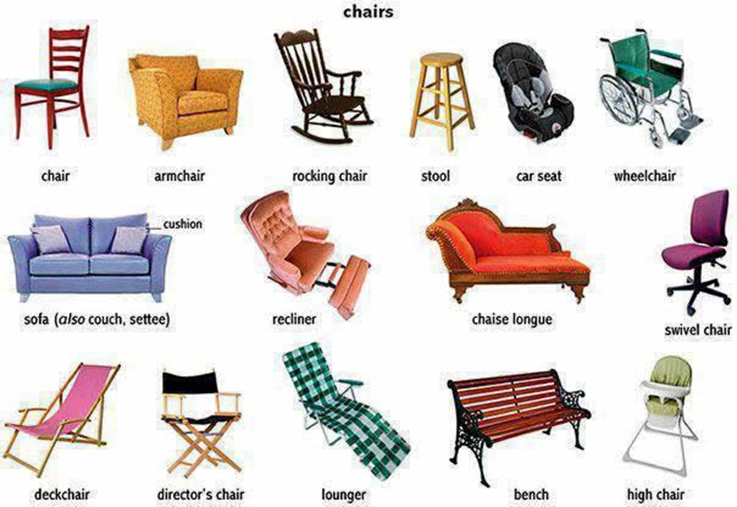 chairs
chair
armchair
rocking chair
stool
car seat
wheelchair
cushion
sofa (also couch, settee)
recliner
chaise longue
swivel chair
deckchair
director's chair
lounger
bench
high chair